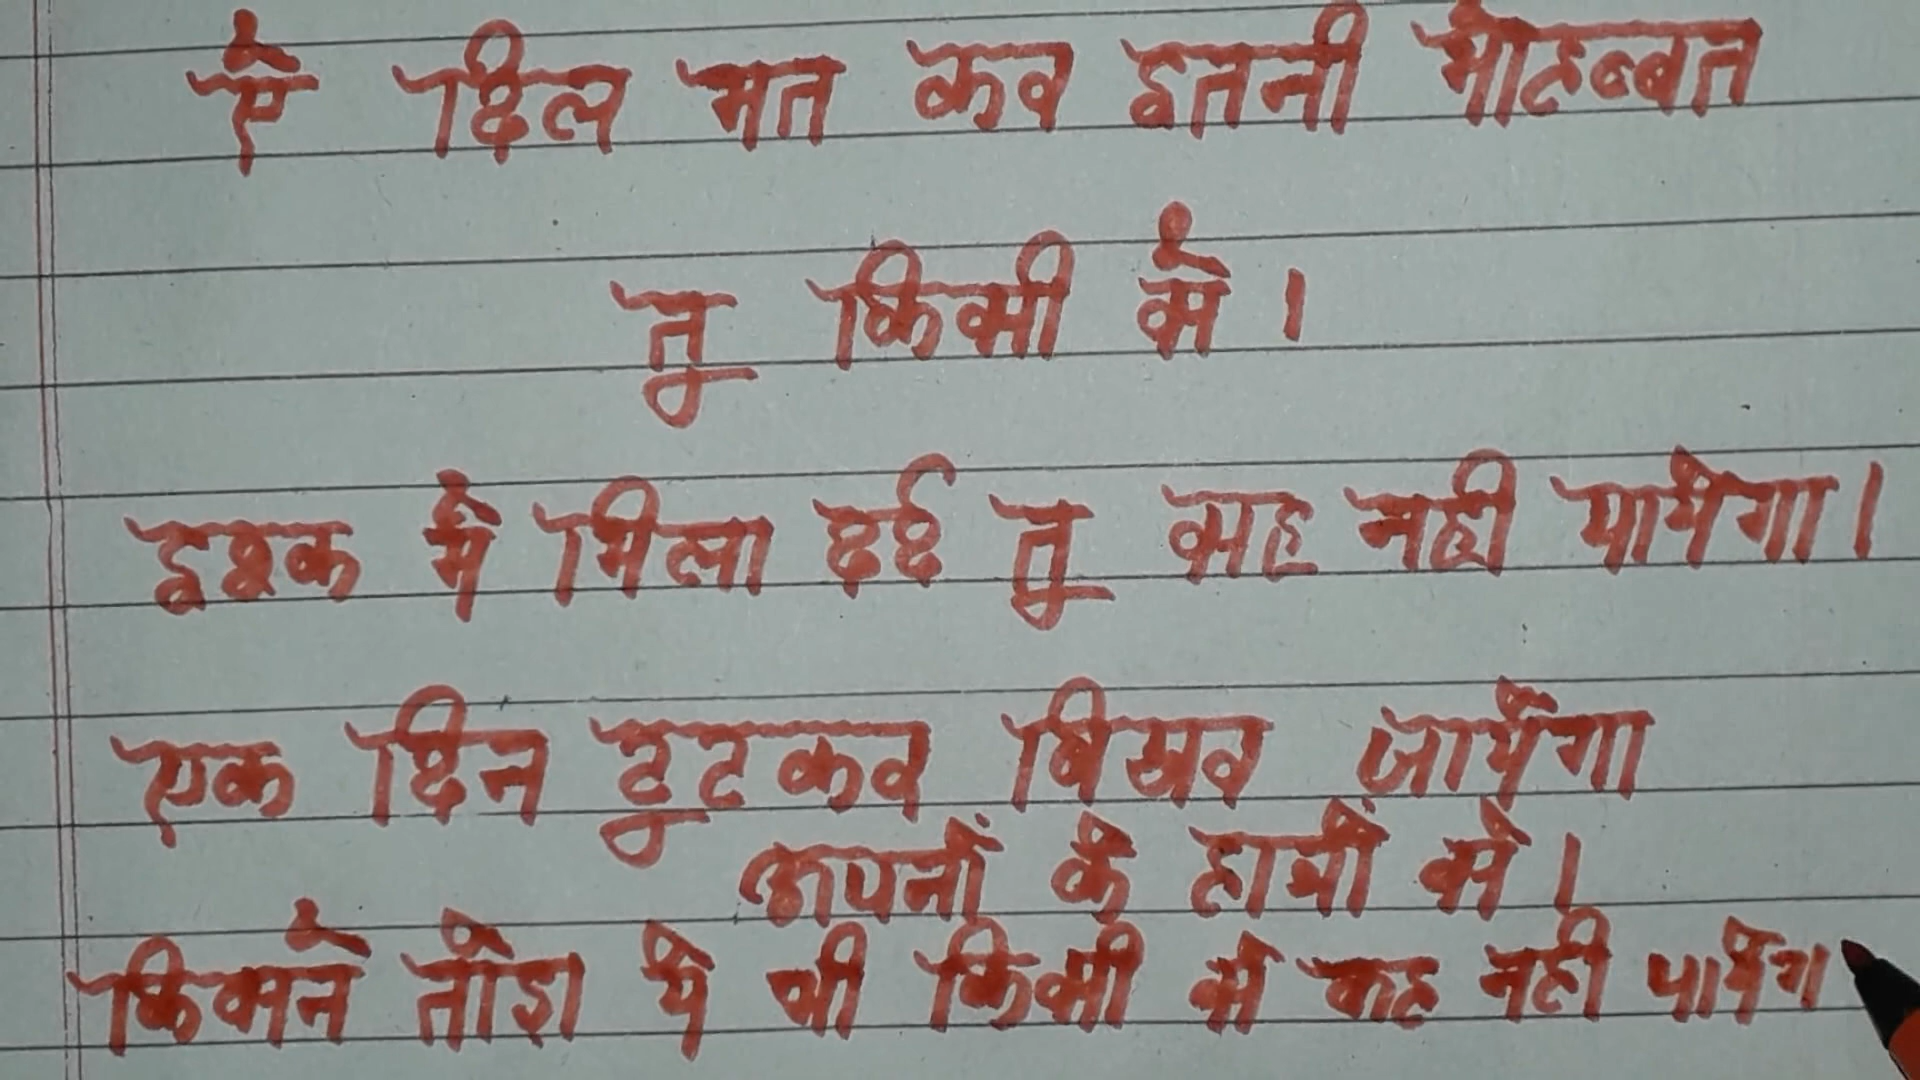 ऐ दिल मत कर इतनी मोहब्बत
तु किसी से ।
इश्क मे मिला दर्द तु सह नही पायेगा ।
एक दिन टुटकर बिखर जायेगा
अपनों के हाथों से ।
किसने तोड़ा ये भी किसी से कह नही पायेग